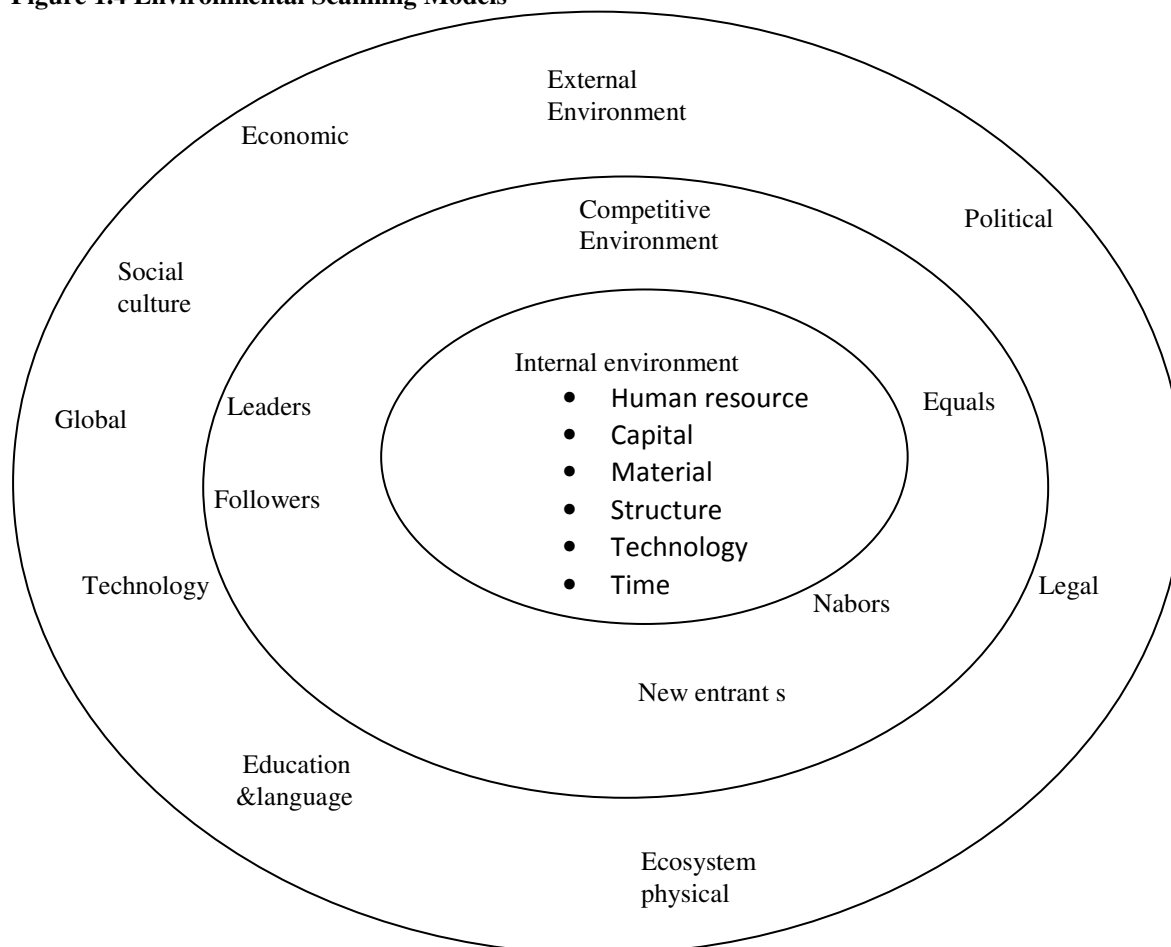 Figure 1.4 Environmental Scanning Models
External
Environment
Economic
Competitive
Environment
Political
Social
culture
Internal environment
• Human resource
• Capital
• Material
• Structure
• Technology
• Time
Leaders
Equals
Global
Followers
Technology
Nabors
Legal
New entrant s
Education
&language
Ecosystem
physical